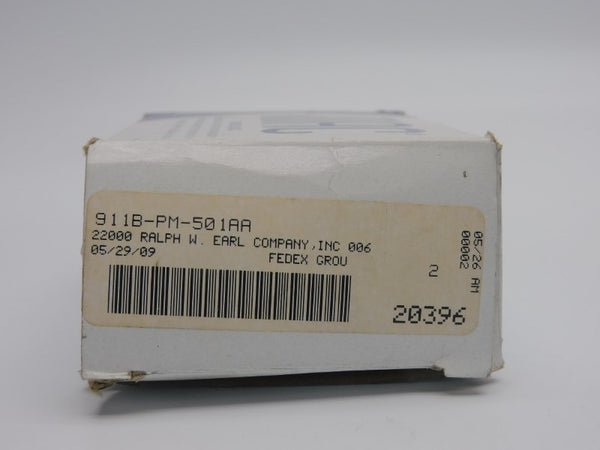 911B-PM-501AA
22000 RALPH W. EARL COMPANY,INC 006
05/29/09 FEDEX GROU
2
20396
05/26 AM
00002